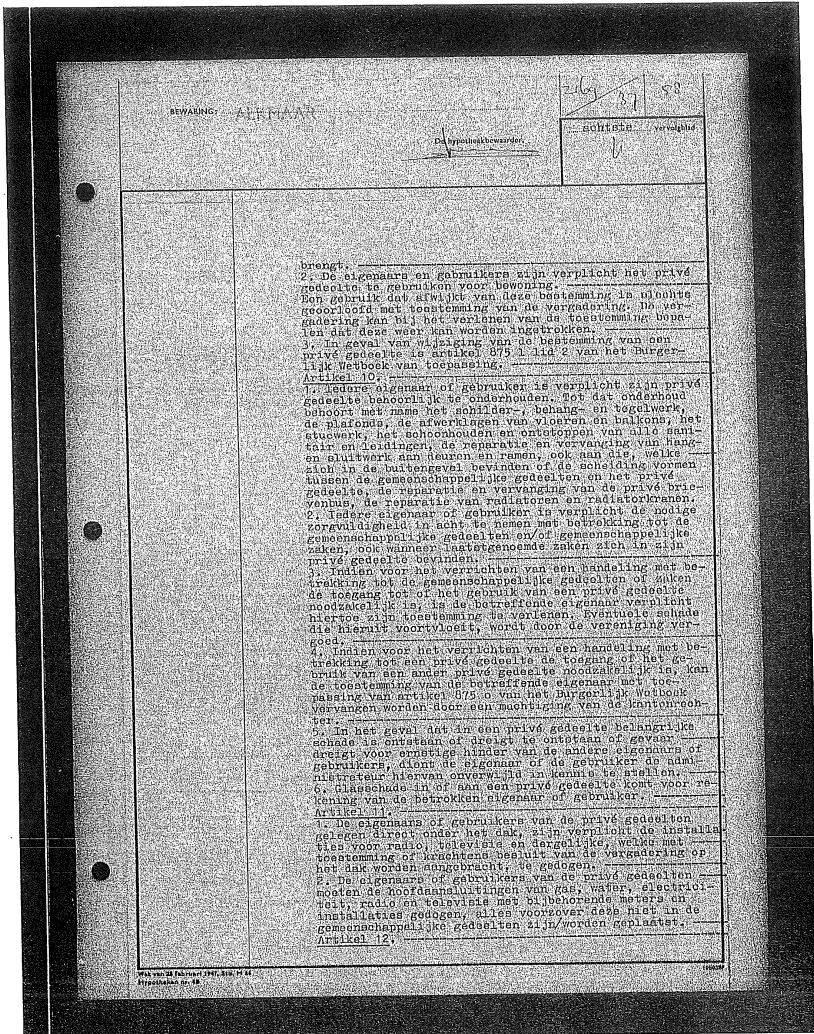 BEWARING: ALKMAAR
37 58
De hypotheekbewaarder,
achtste vervolgblad
brengt.
2. De eigenaars en gebruikers zijn verplicht het privé
gedeelte te gebruiken voor bewoning.
Een gebruik dat afwijkt van deze bestemming is slechts
geoorloofd met toestemming van de vergadering. De ver-
gadering kan bij het verlenen van de toestemming bepa-
len dat deze weer kan worden ingetrokken.
3. In geval van wijziging van de bestemming van een
privé gedeelte is artikel 875 l lid 2 van het Burger-
lijk Wetboek van toepassing.
Artikel 10.
1. Iedere eigenaar of gebruiker is verplicht zijn privé
gedeelte behoorlijk te onderhouden. Tot dat onderhoud
behoort met name het schilder-, behang- en tegelwerk,
de plafonds, de afwerklagen van vloeren en balkons, het
stucwerk, het schoonhouden en ontstoppen van alle sani-
tair en leidingen, de reparatie en vervanging van hang-
en sluitwerk aan deuren en ramen, ook aan die, welke
zich in de buitengevel bevinden of de scheiding vormen
tussen de gemeenschappelijke gedeelten en het privé
gedeelte, de reparatie en vervanging van de privé brie-
venbus, de reparatie van radiatoren en radiatorkranen.
2. Iedere eigenaar of gebruiker is verplicht de nodige
zorgvuldigheid in acht te nemen met betrekking tot de
gemeenschappelijke gedeelten en/of gemeenschappelijke
zaken, ook wanneer laatstgenoemde zaken zich in zijn
privé gedeelte bevinden.
3. Indien voor het verrichten van een handeling met be-
trekking tot de gemeenschappelijke gedeelten of zaken
de toegang tot of het gebruik van een privé gedeelte
noodzakelijk is, is de betreffende eigenaar verplicht
hiertoe zijn toestemming te verlenen. Eventuele schade
die hieruit voortvloeit, wordt door de vereniging ver-
goed.
4. Indien voor het verrichten van een handeling met be-
trekking tot een privé gedeelte de toegang of het ge-
bruik van een ander privé gedeelte noodzakelijk is, kan
de toestemming van de betreffende eigenaar met toe-
passing van artikel 875 o van het Burgerlijk Wetboek
vervangen worden door een machtiging van de kantonrech-
ter.
5. In het geval dat in een privé gedeelte belangrijke
schade is ontstaan of dreigt te ontstaan of gevaar
dreigt voor ernstige hinder van de andere eigenaars of
gebruikers, dient de eigenaar of de gebruiker de admi-
nistrateur hiervan onverwijld in kennis te stellen.
6. Glasschade in of aan een privé gedeelte komt voor re-
kening van de betrokken eigenaar of gebruiker.
Artikel 11.
1. De eigenaars of gebruikers van de privé gedeelten
gelegen direct onder het dak, zijn verplicht de installa-
ties voor radio, televisie en dergelijke, welke met
toestemming of krachtens besluit van de vergadering op
het dak worden aangebracht, te gedogen.
2. De eigenaars of gebruikers van de privé gedeelten
moeten de hoofdaansluitingen van gas, water, electrici-
teit, radio en televisie met bijbehorende meters en
installaties gedogen, alles voorzover deze niet in de
gemeenschappelijke gedeelten zijn/worden geplaatst.
Artikel 12.
Wet van 28 februari 1947, Stb. H 66
Hypotheken nr. 4B